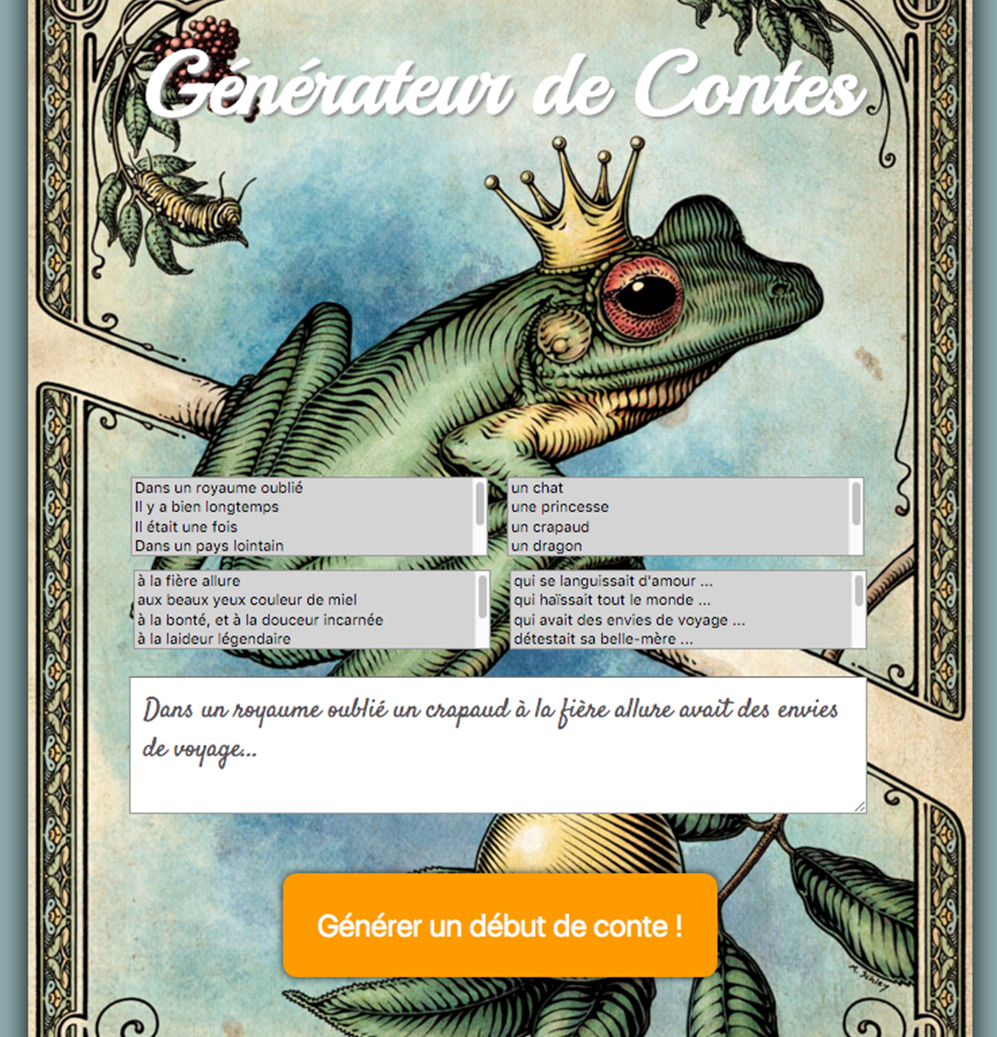 Générateur de Contes
Dans un royaume oublié
Il y a bien longtemps
Il était une fois
Dans un pays lointain
un chat
une princesse
un crapaud
un dragon
à la fière allure
aux beaux yeux couleur de miel
à la bonté, et à la douceur incarnée
à la laideur légendaire
qui se languissait d'amour ...
qui haïssait tout le monde ...
qui avait des envies de voyage ...
détestait sa belle-mère ...
Dans un royaume oublié un crapaud à la fière allure avait des envies
de voyage...
Générer un début de conte !